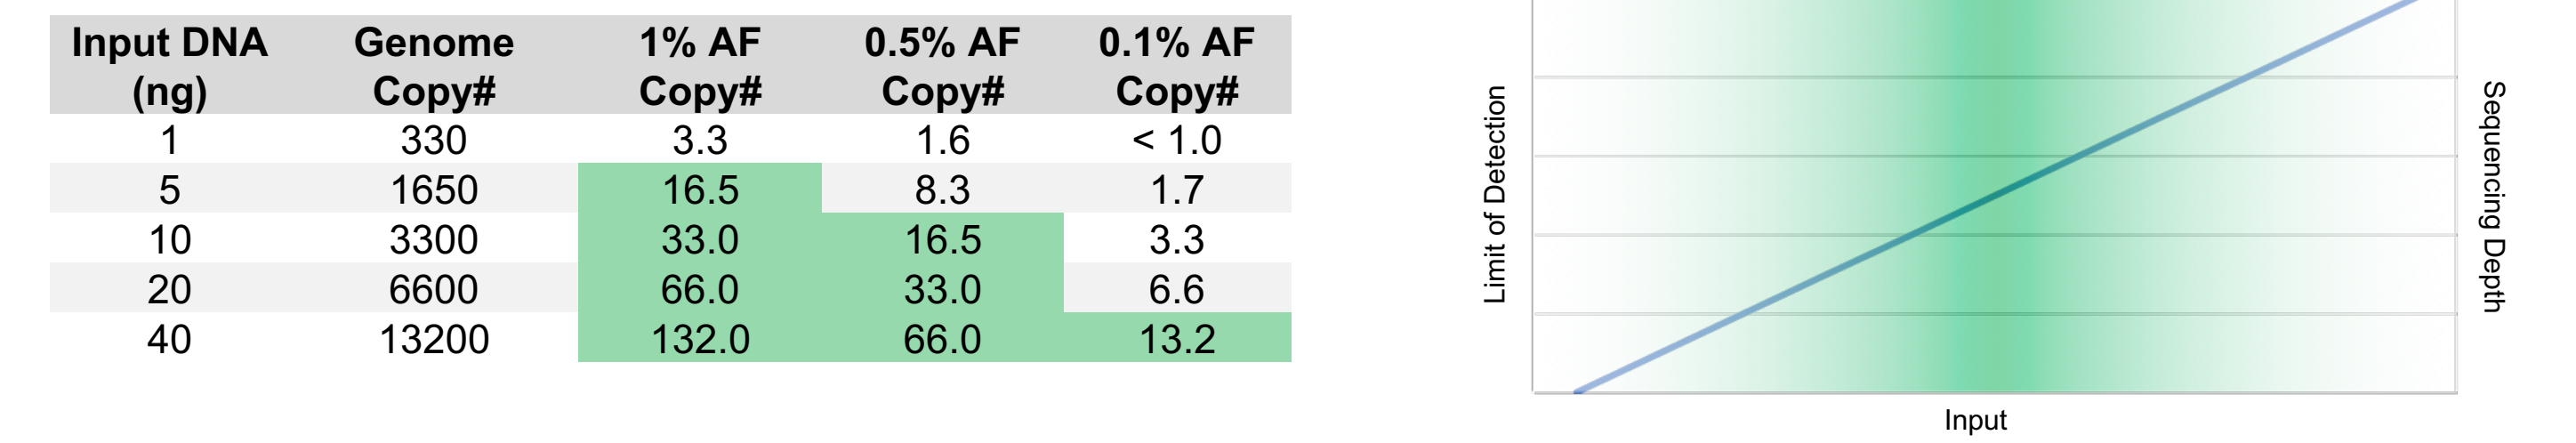 Input DNA Genome 1% AF 0.5% AF 0.1% AF
(ng) Copy# Copy# Copy# Copy#
1 330 3.3 1.6 < 1.0
5 1650 16.5 8.3 1.7
10 3300 33.0 16.5 3.3
20 6600 66.0 33.0 6.6
40 13200 132.0 66.0 13.2
Limit of Detection
Sequencing Depth
Input